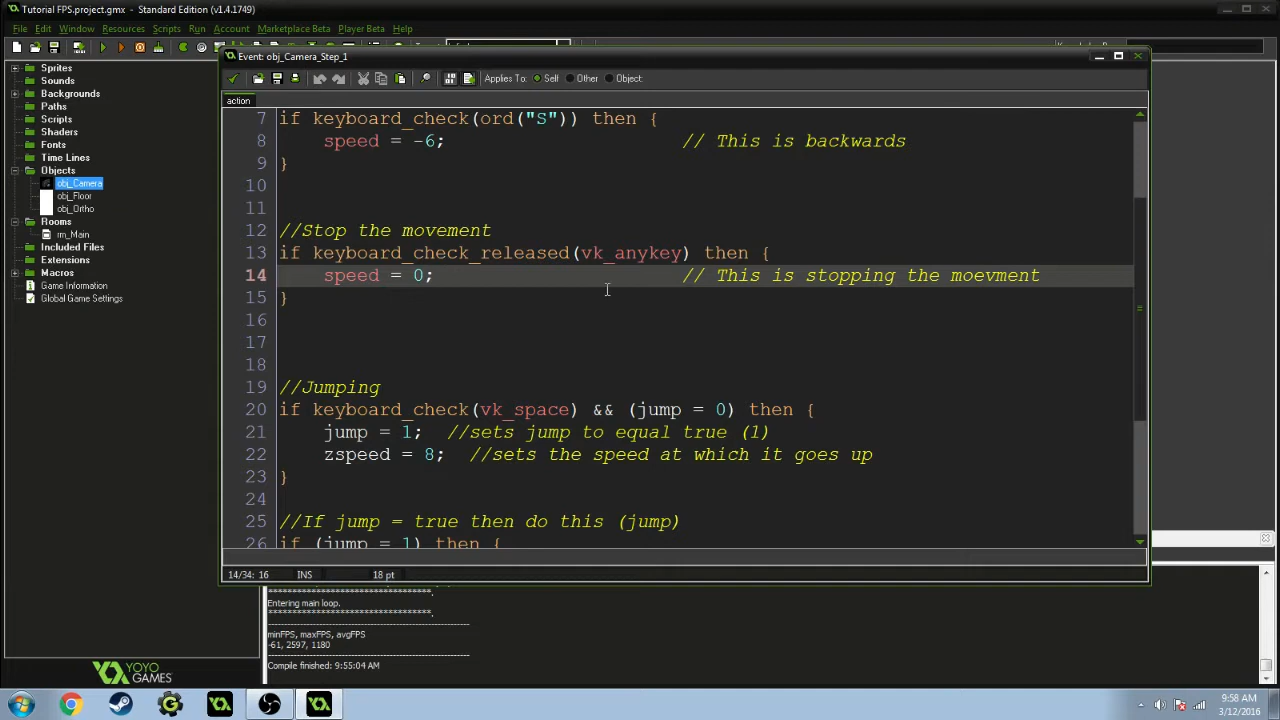 Tutorial FPS.project.gmx - Standard Edition (v1.4.1749)
File Edit Window Resources Scripts Run Account Marketplace Beta Player Beta Help
Event: obj_Camera_Step_1
Applies To: Self Other Object:
action
Sprites
Sounds
Backgrounds
Paths
Scripts
Shaders
Fonts
Time Lines
Objects
obj_Camera
obj_Floor
obj_Ortho
Rooms
rm_Main
Included Files
Extensions
Macros
Game Information
Global Game Settings
7 if keyboard_check(ord("S")) then {
8 speed = -6; // This is backwards
9 }
10
11
12 //Stop the movement
13 if keyboard_check_released(vk_anykey) then {
14 speed = 0; // This is stopping the moevment
15 }
16
17
18
19 //Jumping
20 if keyboard_check(vk_space) && (jump = 0) then {
21 jump = 1; //sets jump to equal true (1)
22 zspeed = 8; //sets the speed at which it goes up
23 }
24
25 //If jump = true then do this (jump)
26 if (jump = 1) then {
14/34: 16 INS 18 pt
Entering main loop.
minFPS, maxFPS, avgFPS
-61, 2597, 1180
Compile finished: 9:55:04 AM
YOYO
GAMES
9:58 AM
3/12/2016